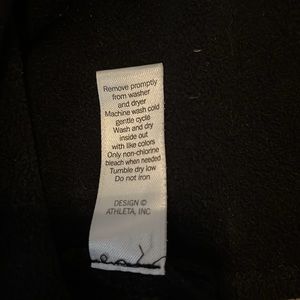 Remove promptly
from washer
and dryer
Machine wash cold
gentle cycle
Wash and dry
inside out
with like colors
Only non-chlorine
bleach when needed
Tumble dry low
Do not iron
DESIGN ©
ATHLETA, INC